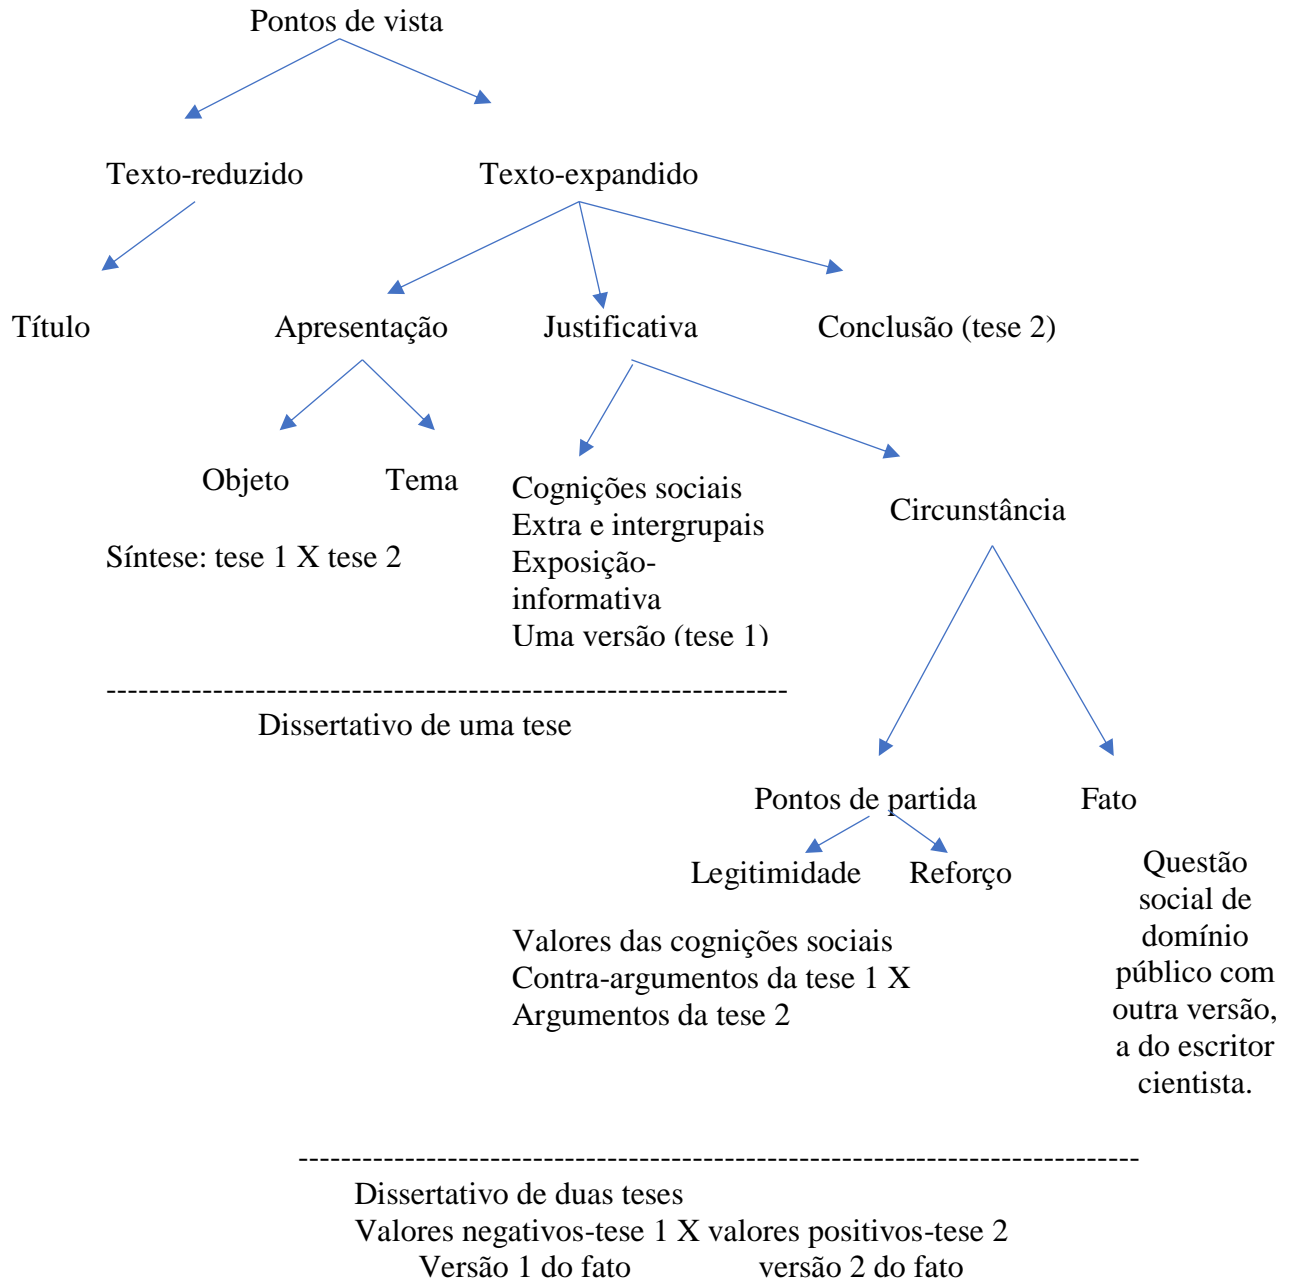 Pontos de vista
Texto-reduzido
Texto-expandido
Título
Apresentação
Justificativa
Conclusão (tese 2)
Objeto
Tema
Síntese: tese 1 X tese 2
Cognições sociais
Extra e intergrupais
Exposição-
informativa
Uma versão (tese 1)
Circunstância
-----------------------------------------------------------------
Dissertativo de uma tese
Pontos de partida
Fato
Legitimidade
Reforço
Valores das cognições sociais
Contra-argumentos da tese 1 X
Argumentos da tese 2
Questão
social de
domínio
público com
outra versão,
a do escritor
cientista.
--------------------------------------------------------------------------------
Dissertativo de duas teses
Valores negativos-tese 1 X valores positivos-tese 2
Versão 1 do fato versão 2 do fato